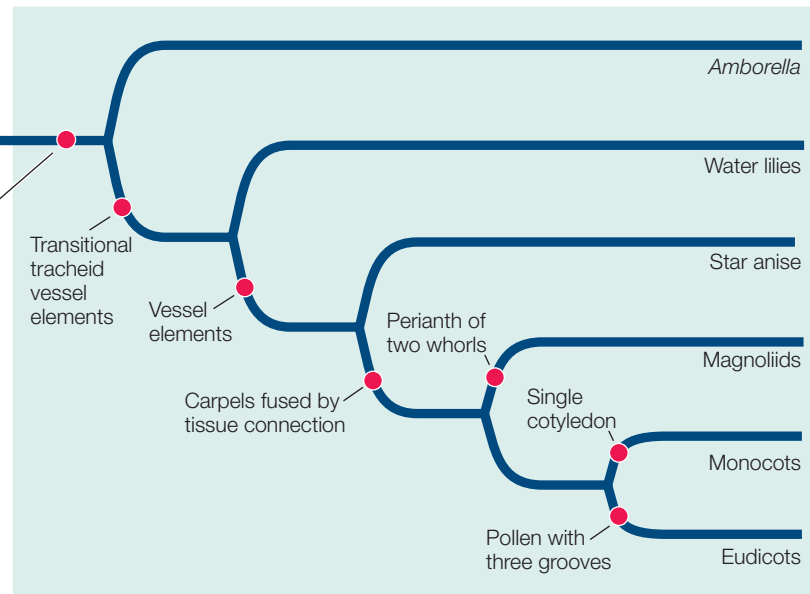 Amborella
Water lilies
Transitional
tracheid
vessel
elements
Star anise
Vessel
elements
Perianth of
two whorls
Magnoliids
Carpels fused by
tissue connection
Single
cotyledon
Monocots
Pollen with
three grooves
Eudicots